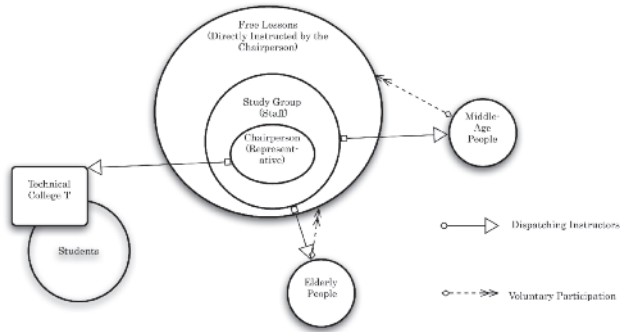 Free Lessons
(Directly Instructed by the
Chairperson)
Study Group
(Staff)
Chairperson
(Represent-
ative)
Middle-
Age
People
Technical
College T
Students
Elderly
People
Dispatching Instructors
Voluntary Participation